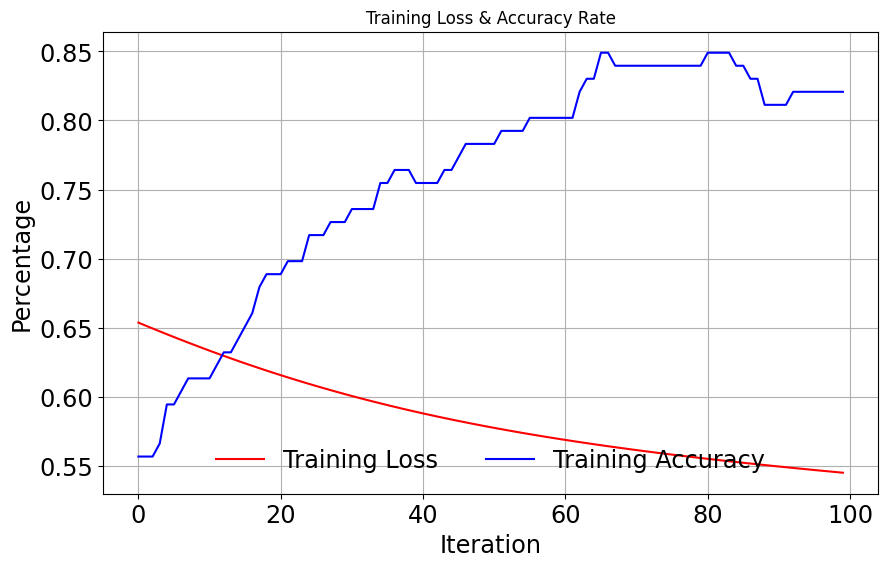 Training Loss & Accuracy Rate
0.85
0.80
0.75
0.70
0.65
0.60
0.55
Percentage
Training Loss
Training Accuracy
0 20 40 60 80 100
Iteration